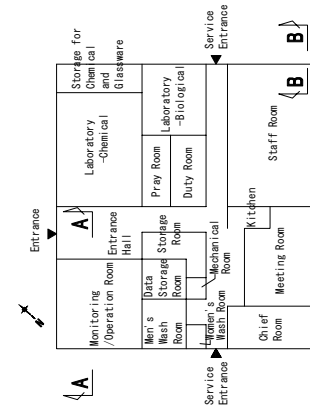 A
N
Entrance
A
Monitoring
/Operation Room
Entrance
Hall
Laboratory
-Chemical
Storage for
Chemical
and
Glassware
Men's
Wash
Room
Data
Storage
Room
Storage
Room
Pray Room
Duty Room
Laboratory
-Biological
Women's
Wash Room
Mechanical
Room
Service
Entrance
Service
Entrance
Chief
Room
Meeting Room
Kitchen
Staff Room
B
B